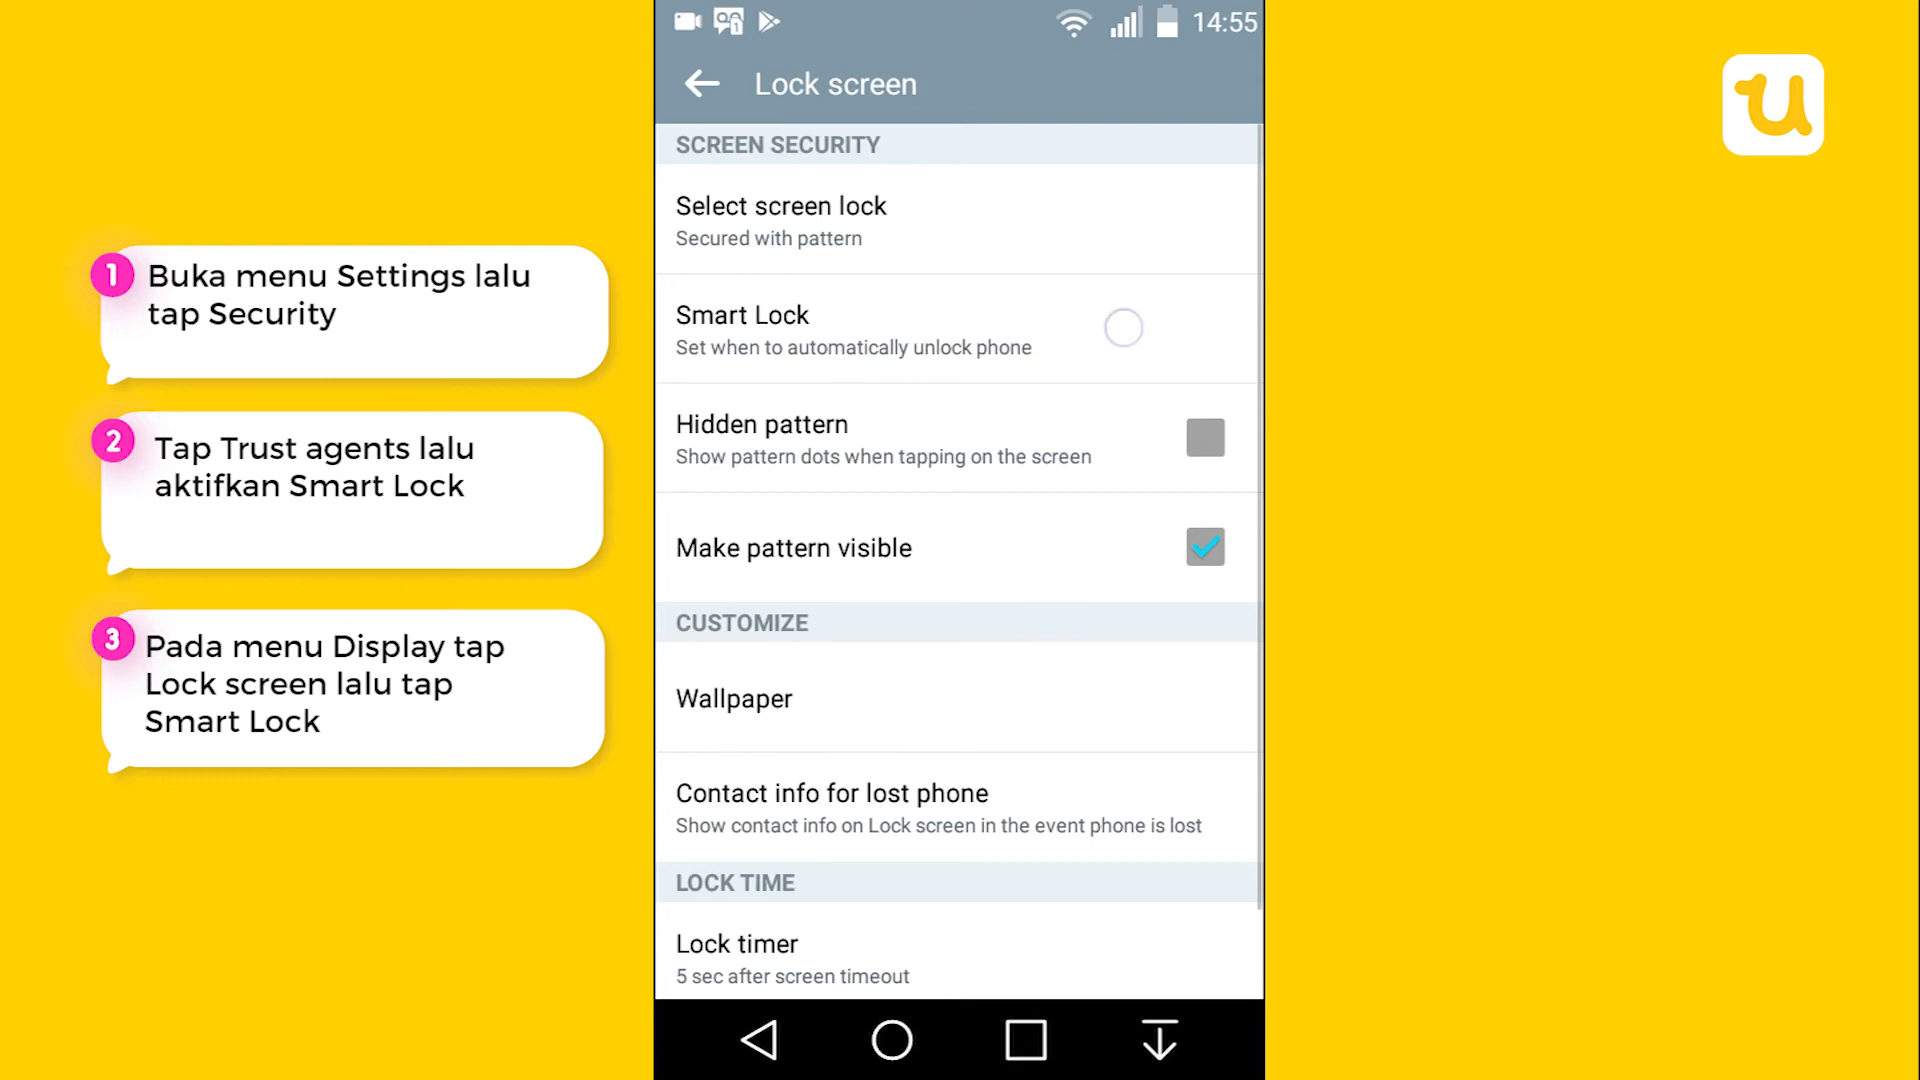 14:55
Lock screen
SCREEN SECURITY
Select screen lock
Secured with pattern
Smart Lock
Set when to automatically unlock phone
Hidden pattern
Show pattern dots when tapping on the screen
Make pattern visible
CUSTOMIZE
Wallpaper
Contact info for lost phone
Show contact info on Lock screen in the event phone is lost
LOCK TIME
Lock timer
5 sec after screen timeout
1
Buka menu Settings lalu
tap Security
2
Tap Trust agents lalu
aktifkan Smart Lock
3
Pada menu Display tap
Lock screen lalu tap
Smart Lock
u